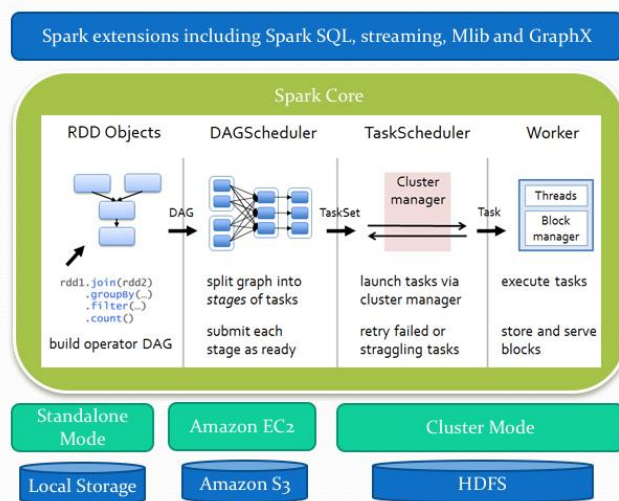 Spark extensions including Spark SQL, streaming, Mlib and GraphX
Spark Core
RDD Objects
DAG
rdd1.join(rdd2)
.groupBy(…)
.filter(…)
.count()
build operator DAG
DAGScheduler
TaskSet
split graph into
stages of tasks
submit each
stage as ready
TaskScheduler
Cluster
manager
Task
launch tasks via
cluster manager
retry failed or
straggling tasks
Worker
Threads
Block
manager
execute tasks
store and serve
blocks
Standalone
Mode
Amazon EC2
Cluster Mode
Local Storage
Amazon S3
HDFS